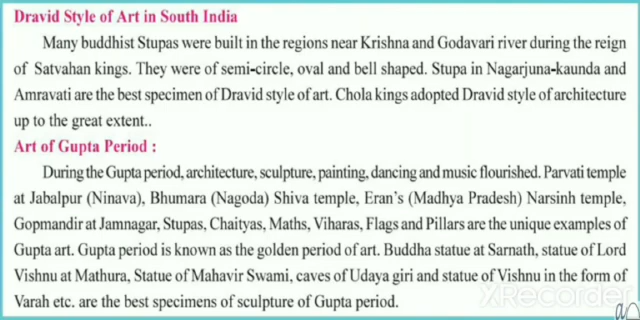 Dravid Style of Art in South India
Many buddhist Stupas were built in the regions near Krishna and Godavari river during the reign
of Satvahan kings. They were of semi-circle, oval and bell shaped. Stupa in Nagarjuna-kaunda and
Amravati are the best specimen of Dravid style of art. Chola kings adopted Dravid style of architecture
up to the great extent..
Art of Gupta Period :
During the Gupta period, architecture, sculpture, painting, dancing and music flourished. Parvati temple
at Jabalpur (Ninava), Bhumara (Nagoda) Shiva temple, Eran's (Madhya Pradesh) Narsinh temple,
Gopmandir at Jamnagar, Stupas, Chaityas, Maths, Viharas, Flags and Pillars are the unique examples of
Gupta art. Gupta period is known as the golden period of art. Buddha statue at Sarnath, statue of Lord
Vishnu at Mathura, Statue of Mahavir Swami, caves of Udaya giri and statue of Vishnu in the form of
Varah etc. are the best specimens of sculpture of Gupta period.
XRecorder